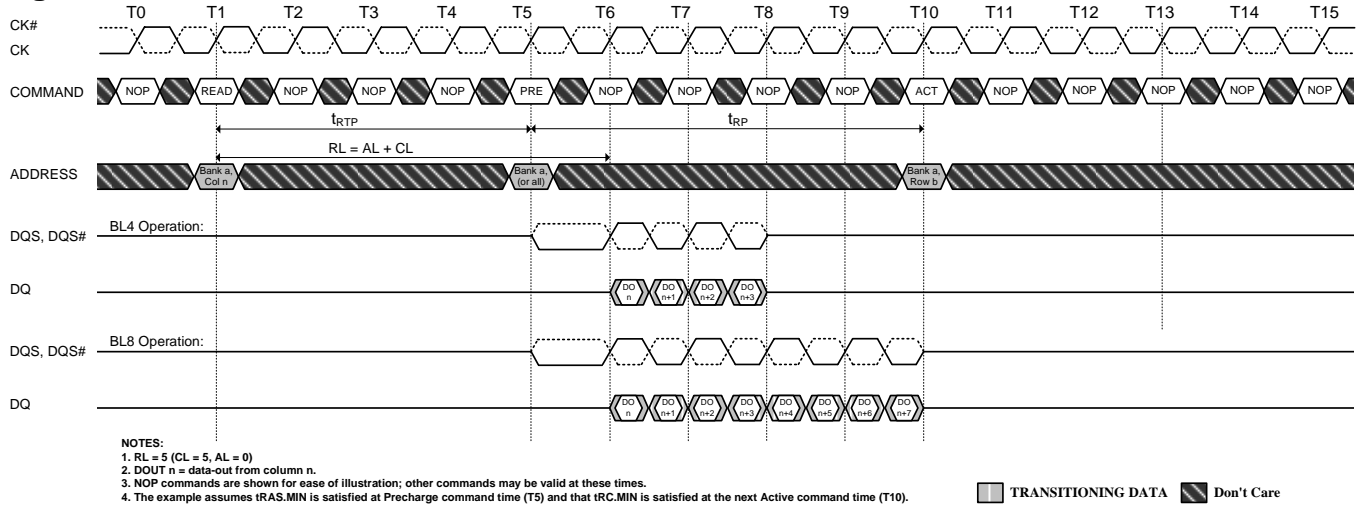 T0 T1 T2 T3 T4 T5 T6 T7 T8 T9 T10 T11 T12 T13 T14 T15
CK#
CK
COMMAND NOP READ NOP NOP NOP PRE NOP NOP NOP NOP ACT NOP NOP NOP NOP NOP
tRTP tRP
RL = AL + CL
ADDRESS Bank a, Col n Bank a, (or all) Bank a, Row b
BL4 Operation:
DQS, DQS#
DQ DO n DO n+1 DO n+2 DO n+3
BL8 Operation:
DQS, DQS#
DQ DO n DO n+1 DO n+2 DO n+3 DO n+4 DO n+5 DO n+6 DO n+7
NOTES:
1. RL = 5 (CL = 5, AL = 0)
2. DOUT n = data-out from column n.
3. NOP commands are shown for ease of illustration; other commands may be valid at these times.
4. The example assumes tRAS.MIN is satisfied at Precharge command time (T5) and that tRC.MIN is satisfied at the next Active command time (T10).
TRANSITIONING DATA Don't Care